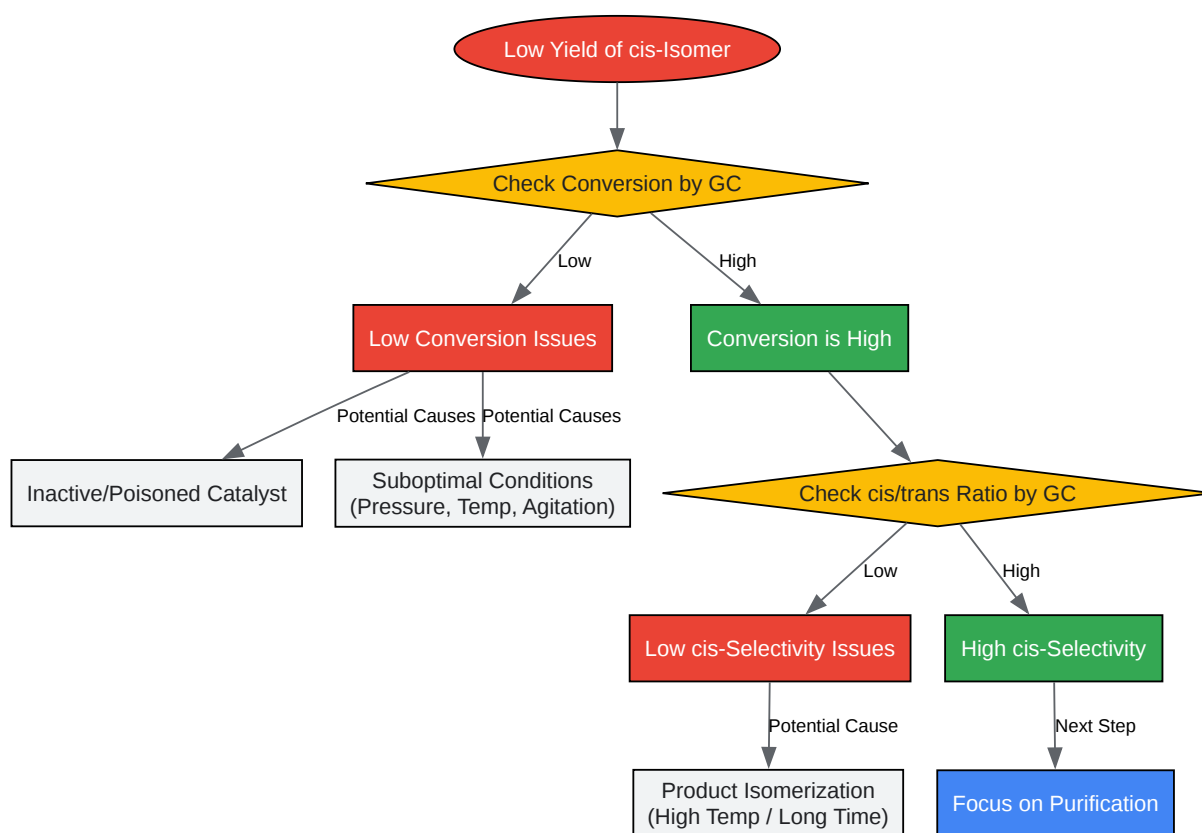 Low Yield of cis-Isomer
Check Conversion by GC
Low
High
Low Conversion Issues
Conversion is High
Potential Causes
Potential Causes
Inactive/Poisoned Catalyst
Suboptimal Conditions
(Pressure, Temp, Agitation)
Check cis/trans Ratio by GC
Low
High
Low cis-Selectivity Issues
High cis-Selectivity
Potential Cause
Next Step
Product Isomerization
(High Temp / Long Time)
Focus on Purification